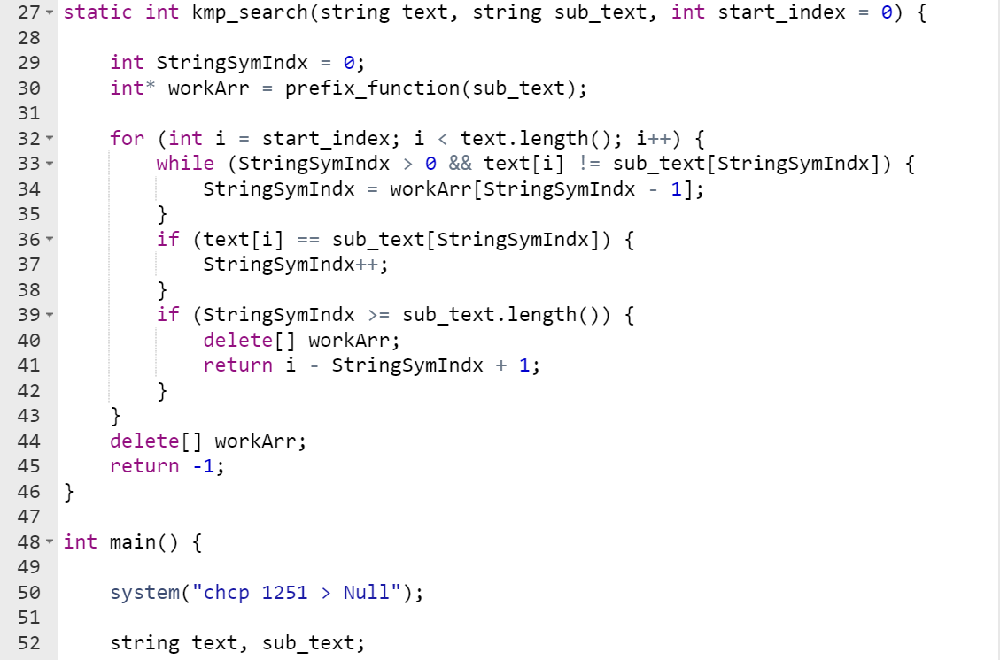 27 static int kmp_search(string text, string sub_text, int start_index = 0) {
28
29     int StringSymIndx = 0;
30     int* workArr = prefix_function(sub_text);
31
32     for (int i = start_index; i < text.length(); i++) {
33         while (StringSymIndx > 0 && text[i] != sub_text[StringSymIndx]) {
34             StringSymIndx = workArr[StringSymIndx - 1];
35         }
36         if (text[i] == sub_text[StringSymIndx]) {
37             StringSymIndx++;
38         }
39         if (StringSymIndx >= sub_text.length()) {
40             delete[] workArr;
41             return i - StringSymIndx + 1;
42         }
43     }
44     delete[] workArr;
45     return -1;
46 }
47
48 int main() {
49
50     system("chcp 1251 > Null");
51
52     string text, sub_text;